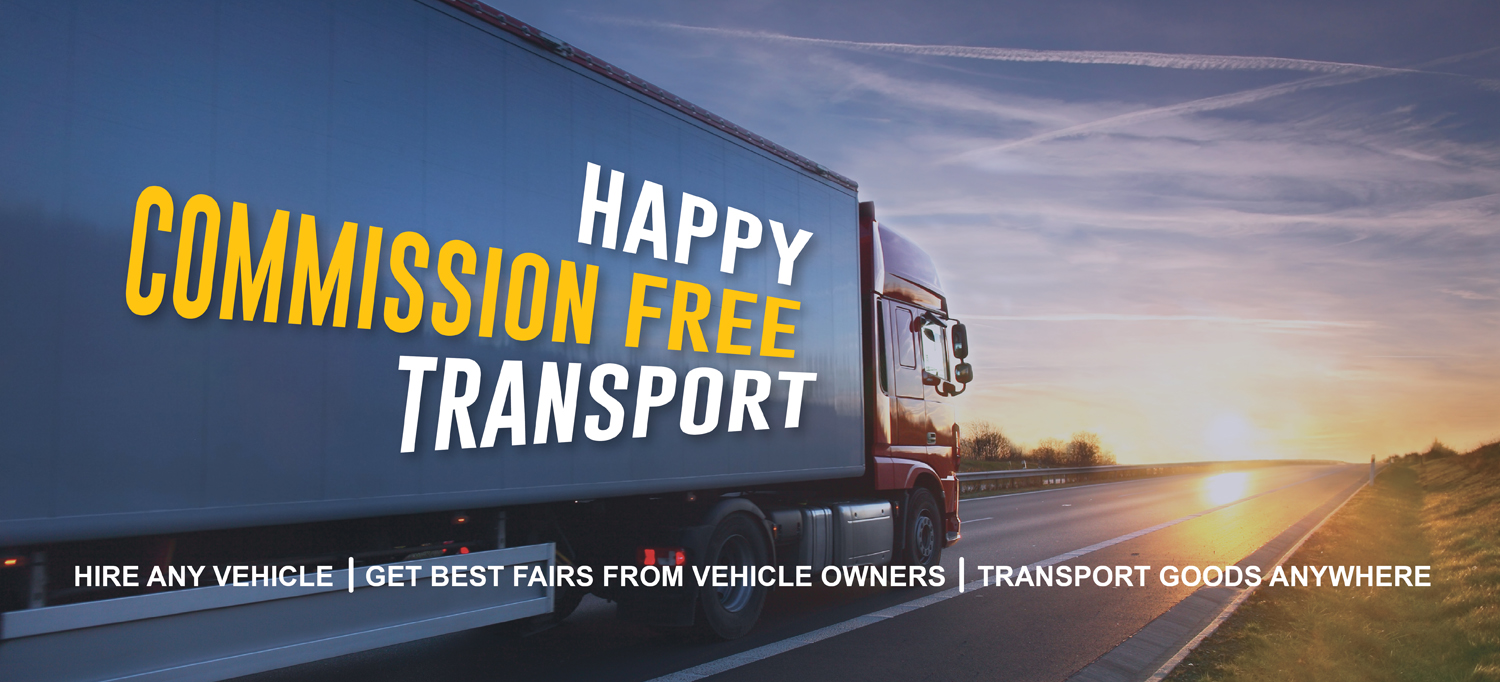 HAPPY
COMMISSION FREE
TRANSPORT
HIRE ANY VEHICLE | GET BEST FAIRS FROM VEHICLE OWNERS | TRANSPORT GOODS ANYWHERE